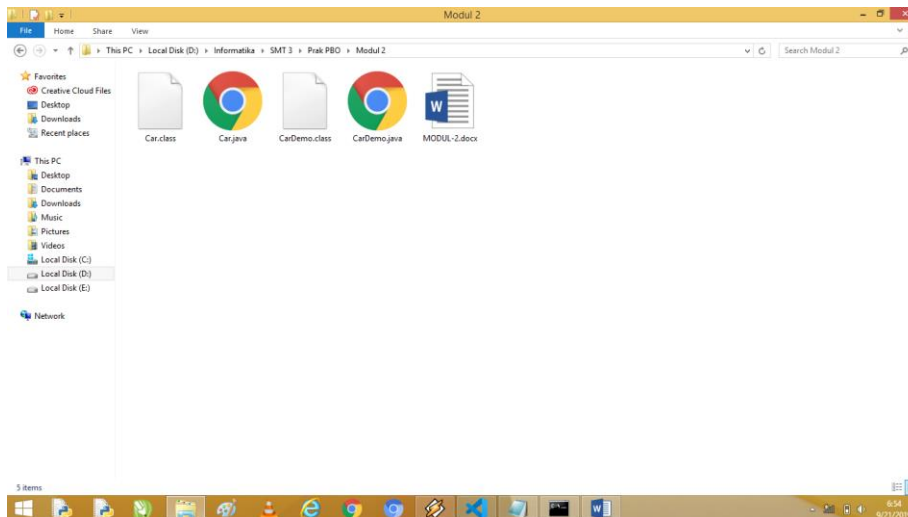 Modul 2
File Home Share View
This PC Local Disk (D:) Informatika SMT 3 Prak PBO Modul 2
Search Modul 2
Favorites
Creative Cloud Files
Desktop
Downloads
Recent places
This PC
Desktop
Documents
Downloads
Music
Pictures
Videos
Local Disk (C:)
Local Disk (D:)
Local Disk (E:)
Network
Car.class Car.java CarDemo.class CarDemo.java MODUL-2.docx
5 items
6:54